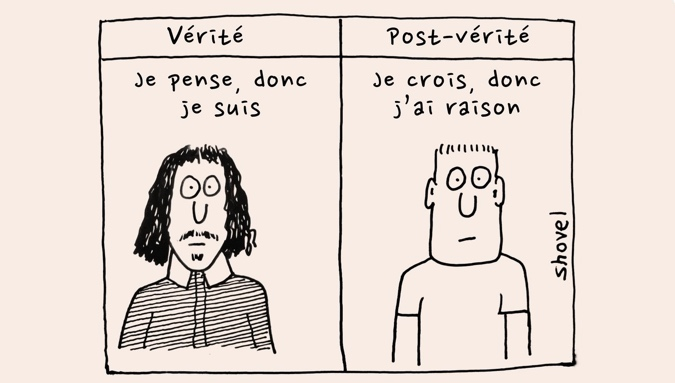 Vérité
Post-vérité
Je pense, donc
je suis
Je crois, donc
j'ai raison
shovel